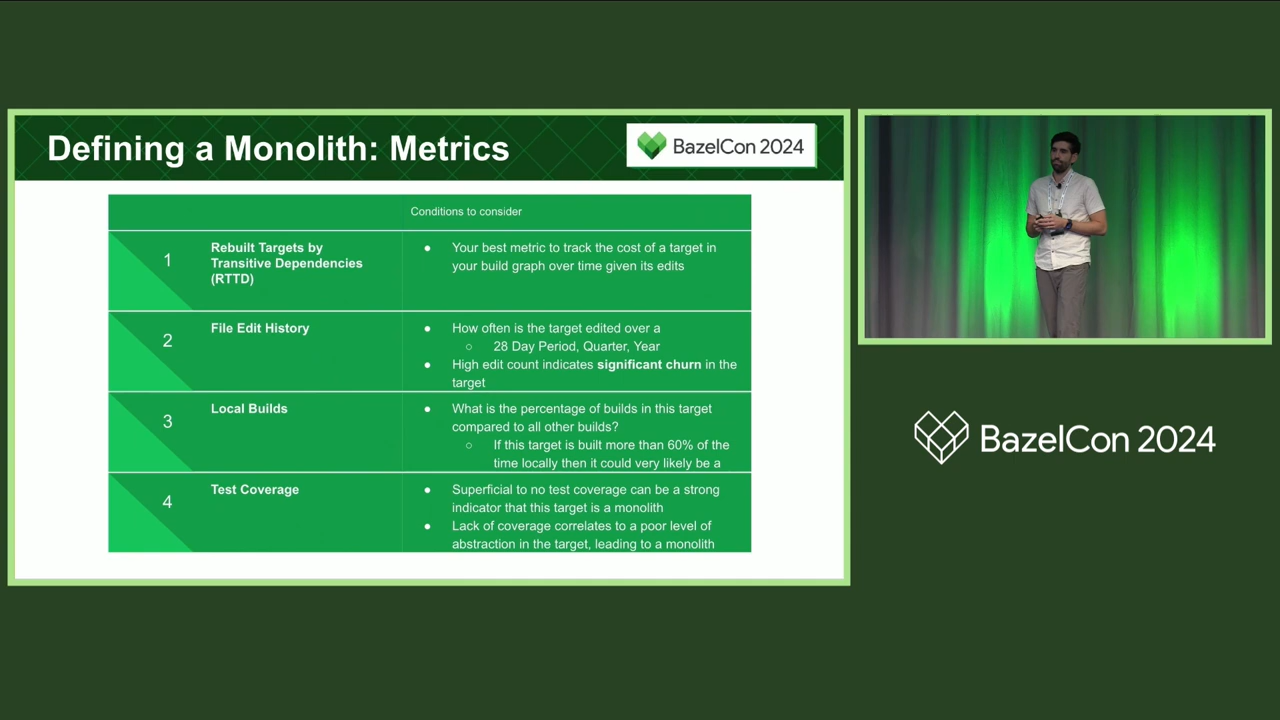 Defining a Monolith: Metrics
BazelCon 2024
Conditions to consider
1
Rebuilt Targets by
Transitive Dependencies
(RTTD)
● Your best metric to track the cost of a target in
your build graph over time given its edits
2
File Edit History
● How often is the target edited over a
○ 28 Day Period, Quarter, Year
● High edit count indicates significant churn in the
target
3
Local Builds
● What is the percentage of builds in this target
compared to all other builds?
○ If this target is built more than 60% of the
time locally then it could very likely be a
4
Test Coverage
● Superficial to no test coverage can be a strong
indicator that this target is a monolith
● Lack of coverage correlates to a poor level of
abstraction in the target, leading to a monolith
BazelCon 2024